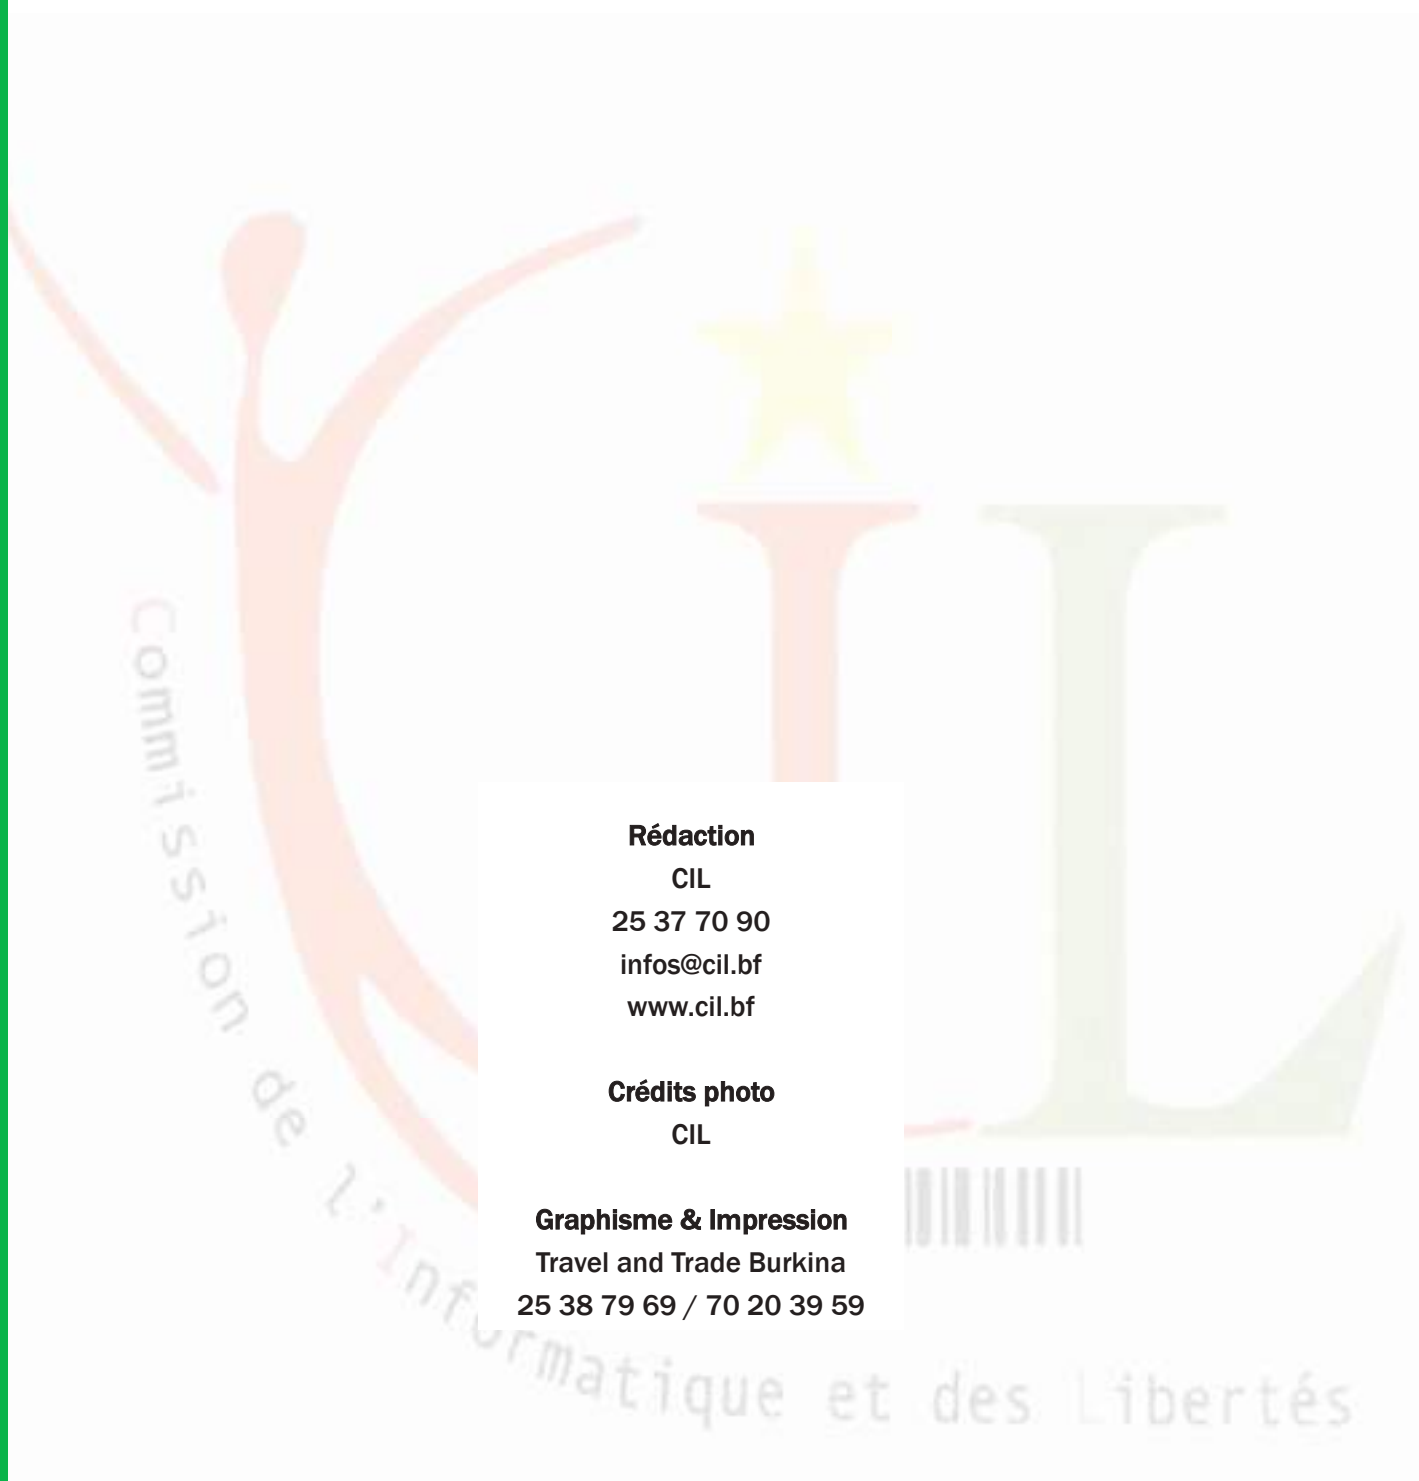 CIL
Commission de l'Informatique et des Libertés
Rédaction
CIL
25 37 70 90
infos@cil.bf
www.cil.bf
Crédits photo
CIL
Graphisme & Impression
Travel and Trade Burkina
25 38 79 69 / 70 20 39 59